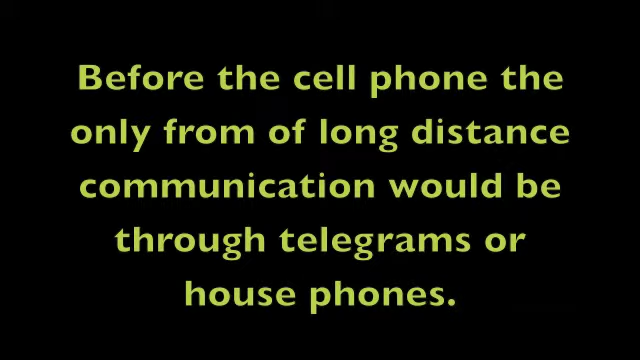 Before the cell phone the
only from of long distance
communication would be
through telegrams or
house phones.